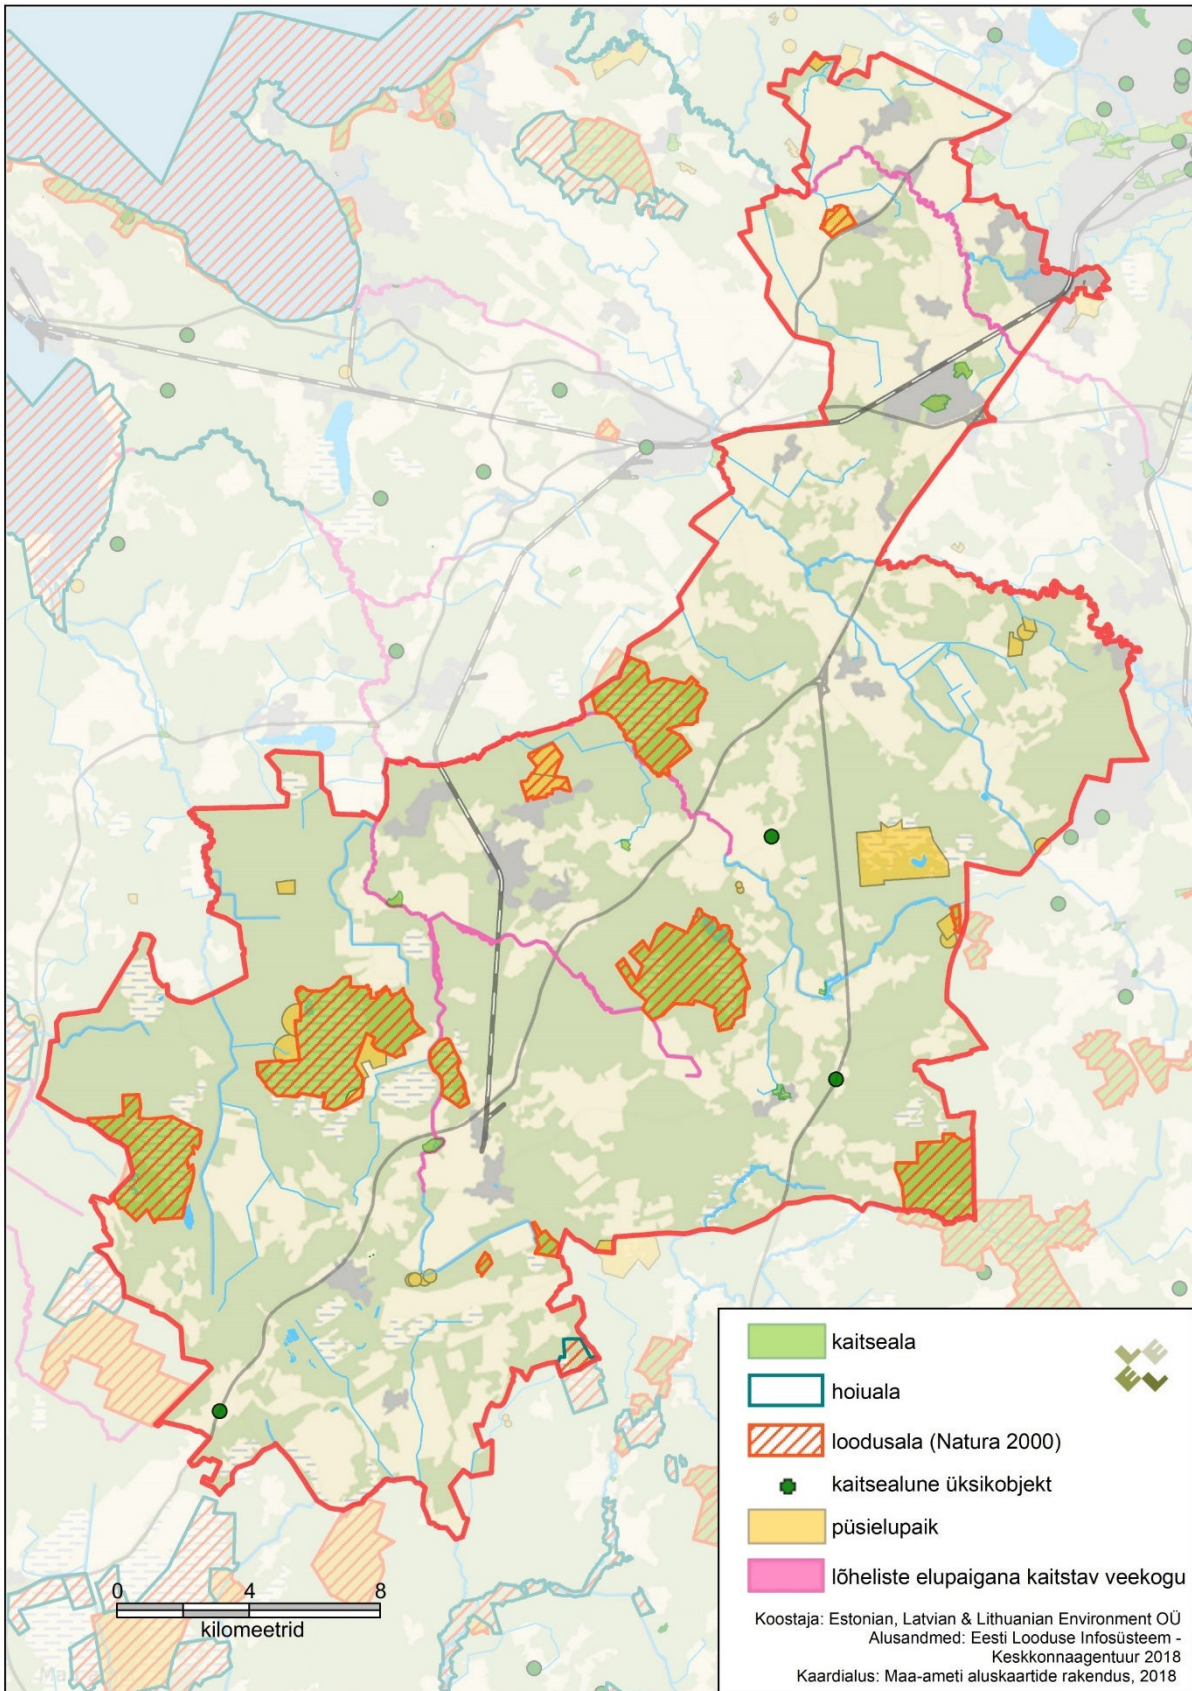 kaitseala
hoiuala
loodusala (Natura 2000)
kaitsealune üksikobjekt
püsielupaik
lõheliste elupaigana kaitstav veekogu
Koostaja: Estonian, Latvian & Lithuanian Environment OÜ
Alusandmed: Eesti Looduse Infosüsteem -
Keskkonnaagentuur 2018
Kaardialus: Maa-ameti aluskaartide rakendus, 2018
0 4 8
kilomeetrid